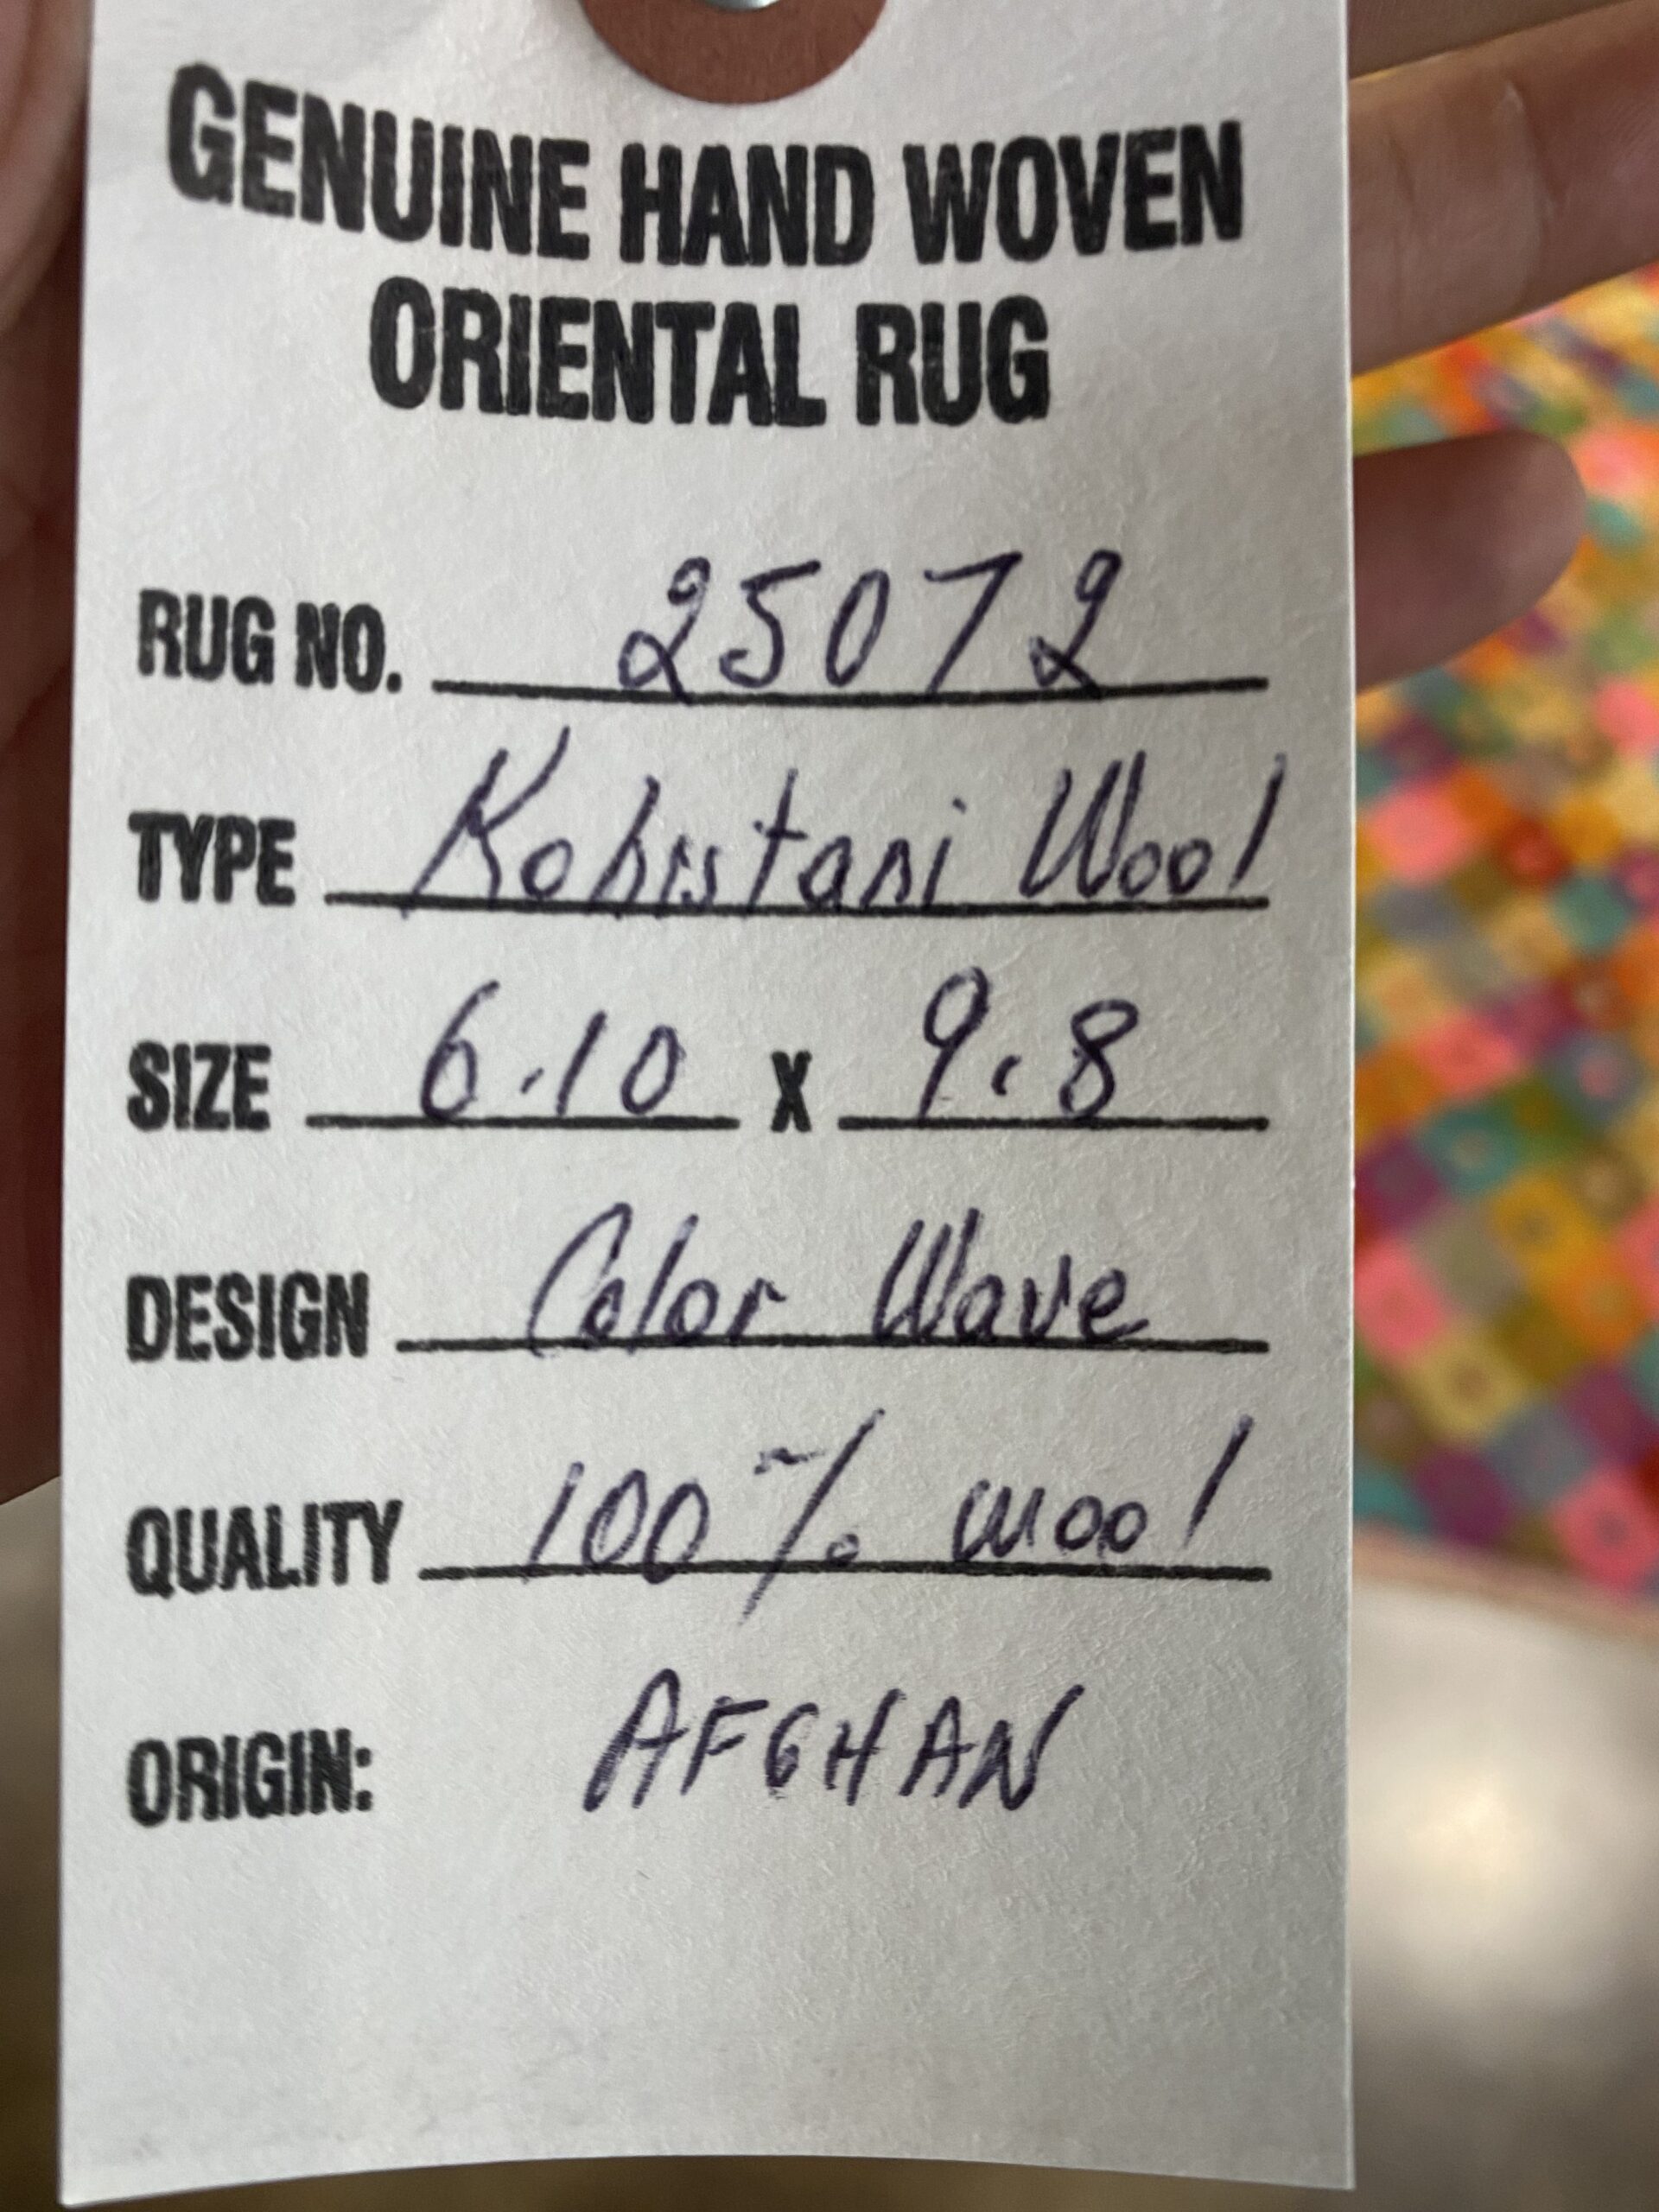 GENUINE HAND WOVEN
ORIENTAL RUG
RUG NO. 25072
TYPE Kohistani Wool
SIZE 6.10 X 9.8
DESIGN Color Wave
QUALITY 100% wool
ORIGIN: AFGHAN